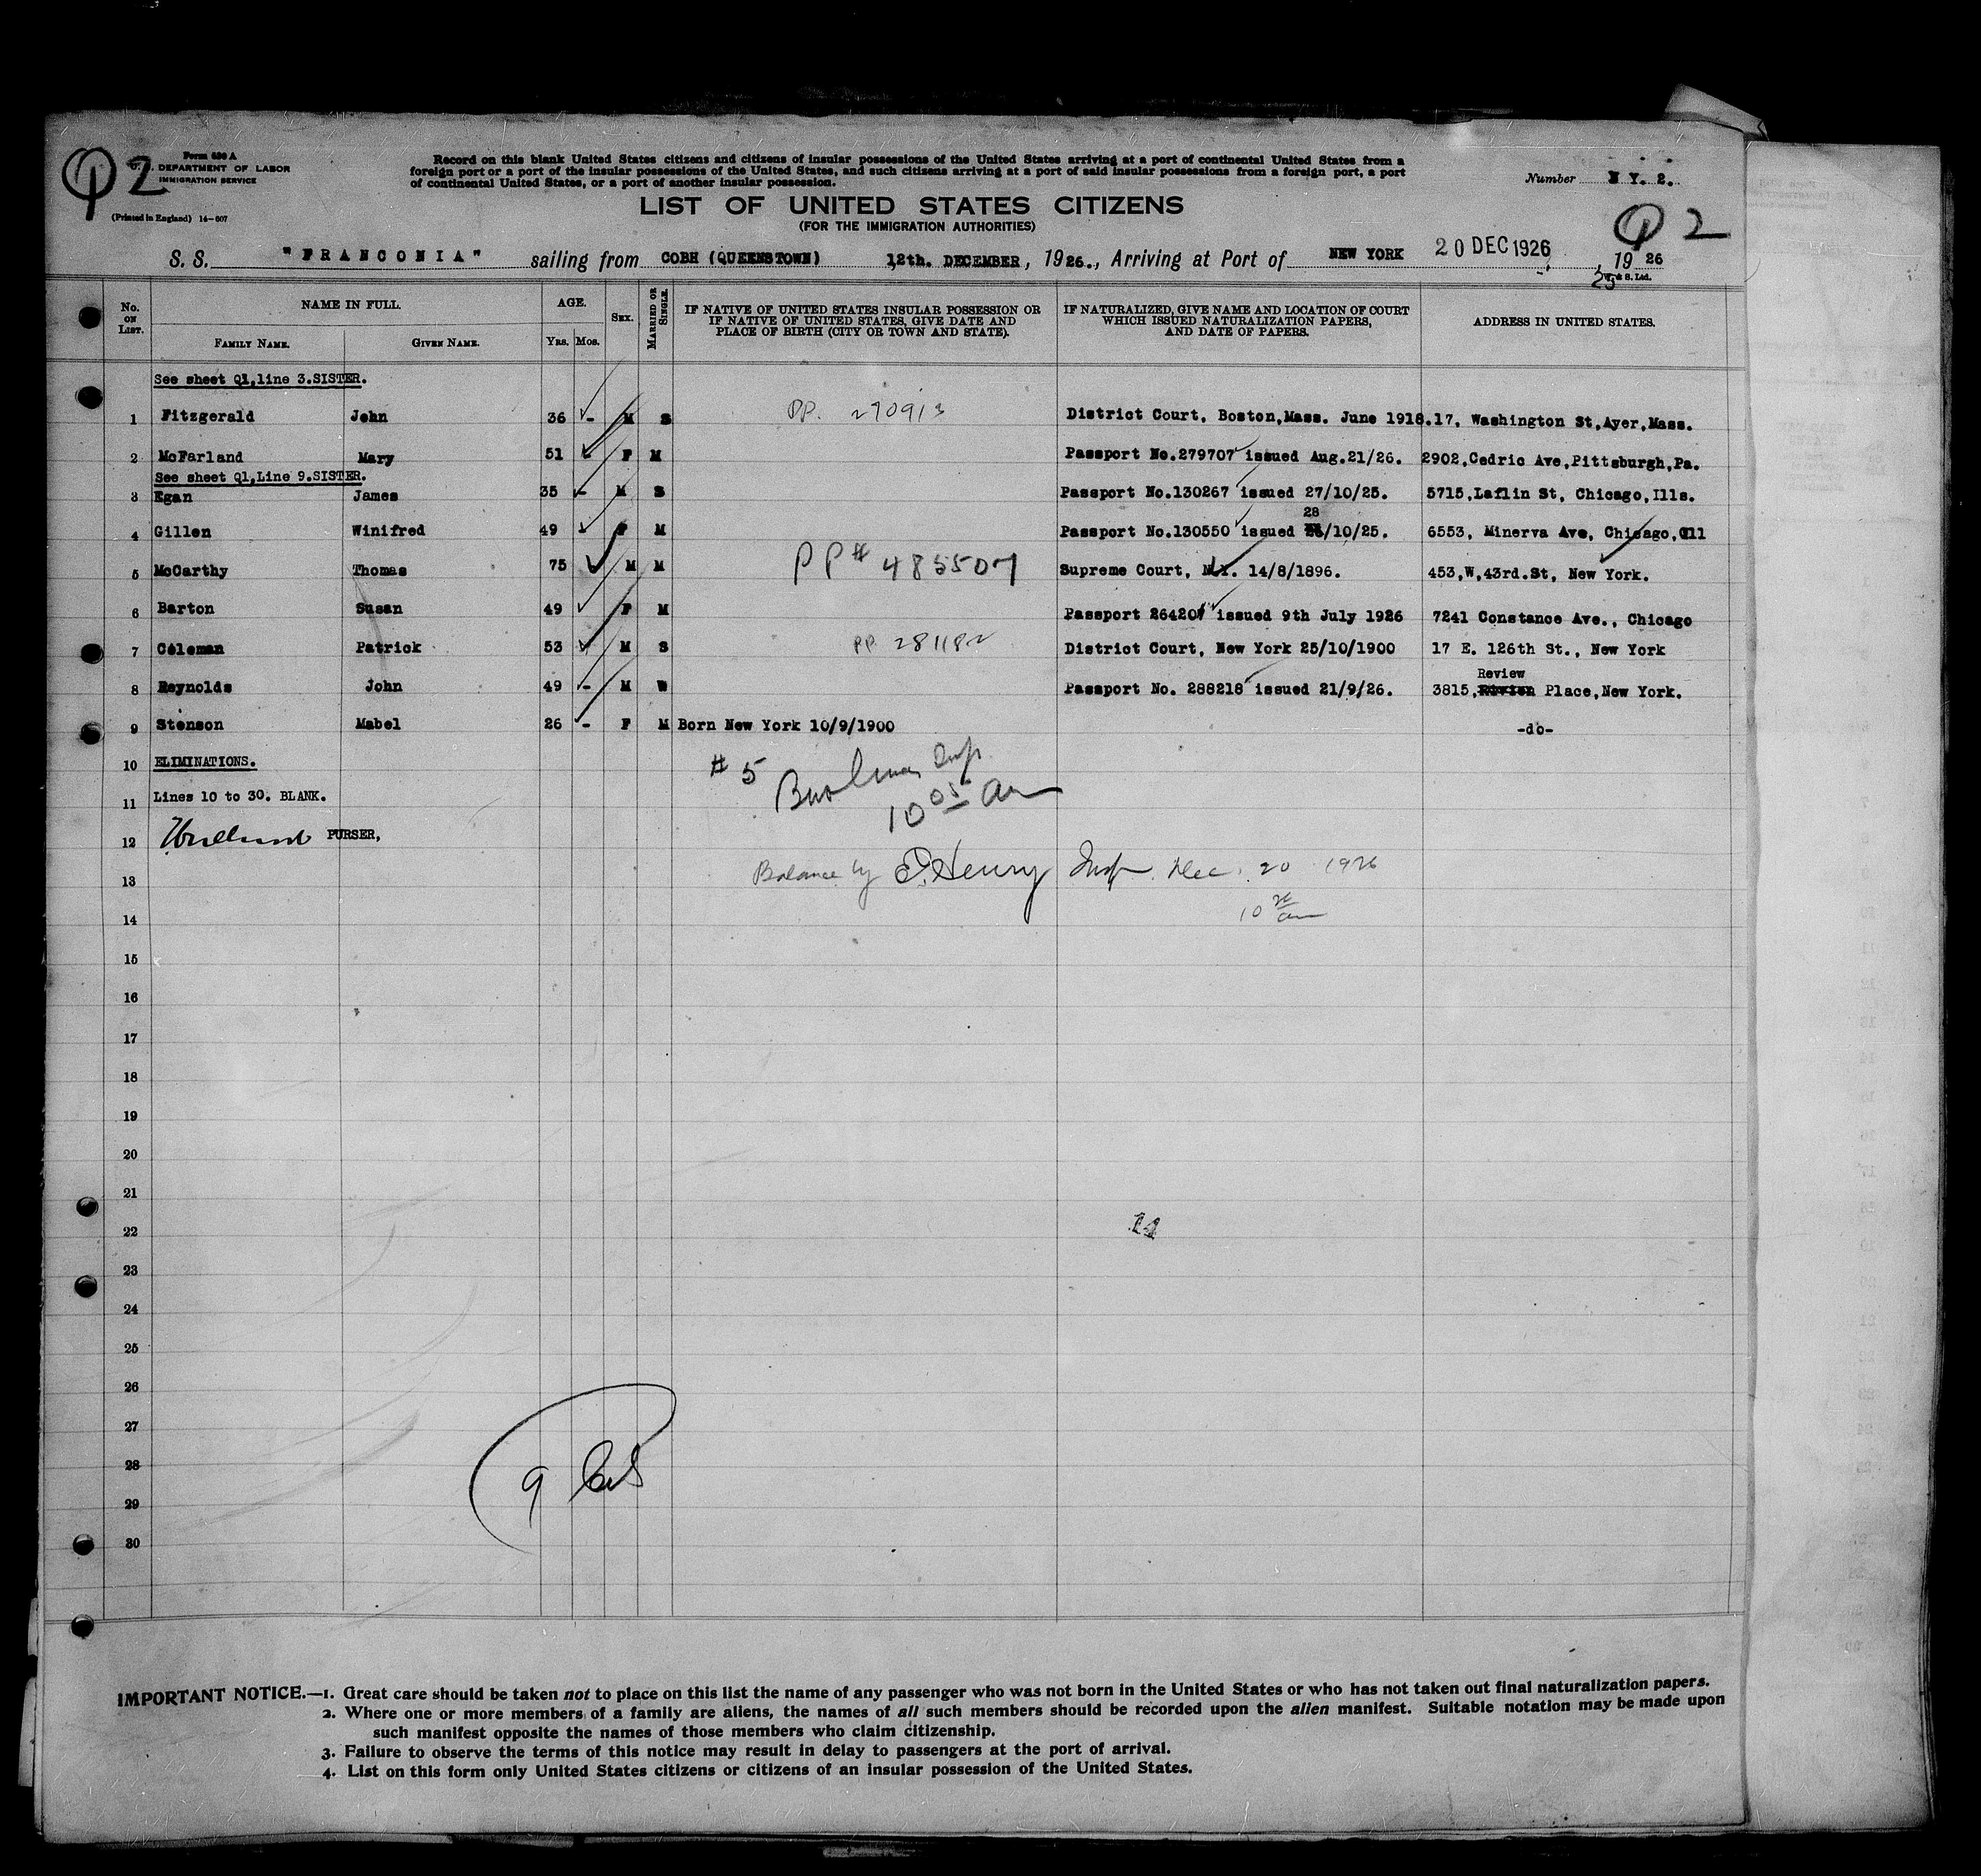 Q2
Form 630 A
U.S. DEPARTMENT OF LABOR
IMMIGRATION SERVICE
(Printed in England) 14-607
Record on this blank United States citizens and citizens of insular possessions of the United States arriving at a port of continental United States from a
foreign port or a port of the insular possessions of the United States, and such citizens arriving at a port of said insular possessions from a foreign port, a port
of continental United States, or a port of another insular possession.
Number N Y. 2.
LIST OF UNITED STATES CITIZENS
(FOR THE IMMIGRATION AUTHORITIES)
Q 2
S. S. "FRANCONIA" sailing from COBH (QUEENSTOWN) 12th. DECEMBER, 1926., Arriving at Port of NEW YORK 20 DEC 1926, 1926
25 W. & S. Ltd.
No. ON LIST. NAME IN FULL. AGE. SEX. MARRIED OR SINGLE. IF NATIVE OF UNITED STATES INSULAR POSSESSION OR IF NATIVE OF UNITED STATES, GIVE DATE AND PLACE OF BIRTH (CITY OR TOWN AND STATE). IF NATURALIZED, GIVE NAME AND LOCATION OF COURT WHICH ISSUED NATURALIZATION PAPERS, AND DATE OF PAPERS. ADDRESS IN UNITED STATES.
FAMILY NAME. GIVEN NAME. YRS. MOS.
See sheet Q1,line 3.SISTER.
1 Fitzgerald John 36 - M S PP. 270913 District Court, Boston,Mass. June 1918.17, Washington St,Ayer,Mass.
2 McFarland Mary 51 - F M Passport No.279707 issued Aug.21/26. 2902,Cedric Ave,Pittsburgh,Pa.
See sheet Q1,Line 9.SISTER.
3 Egan James 35 - M S Passport No.130267 issued 27/10/25. 5715,Laflin St, Chicago,Ills.
28
4 Gillen Winifred 49 F M Passport No.130550 issued /10/25. 6553, Minerva Ave, Chicago,Ill
5 McCarthy Thomas 75 M M PP# 485507 Supreme Court, N.Y. 14/8/1896. 453,W,43rd.St, New York.
6 Barton Susan 49 F M Passport 264207 issued 9th July 1926 7241 Constance Ave., Chicago
7 Coleman Patrick 53 M S PP. 281182 District Court, New York 25/10/1900 17 E. 126th St., New York
Review
8 Reynolds John 49 - M W Passport No. 288218 issued 21/9/26. 3815, Place,New York.
9 Stenson Mabel 26 - F M Born New York 10/9/1900 -do-
10 ELIMINATIONS.
# 5 Insp.
10 05 am
11 Lines 10 to 30. BLANK.
12 PURSER,
13 Balance by Henry Insp. Dec. 20 1926
14 10 am
15
16
17
18
19
20
21
22
23
24
25
26
27
28
9
29
30
IMPORTANT NOTICE.—1. Great care should be taken not to place on this list the name of any passenger who was not born in the United States or who has not taken out final naturalization papers.
2. Where one or more members of a family are aliens, the names of all such members should be recorded upon the alien manifest. Suitable notation may be made upon
such manifest opposite the names of those members who claim citizenship.
3. Failure to observe the terms of this notice may result in delay to passengers at the port of arrival.
4. List on this form only United States citizens or citizens of an insular possession of the United States.